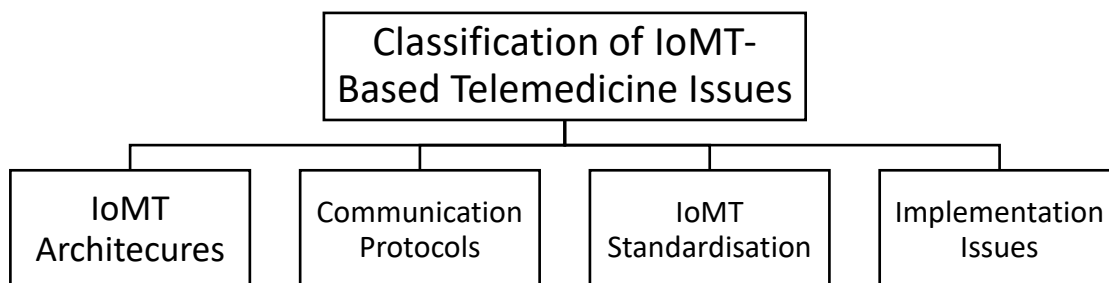 Classification of IoMT-
Based Telemedicine Issues
IoMT
Architecures
Communication
Protocols
IoMT
Standardisation
Implementation
Issues